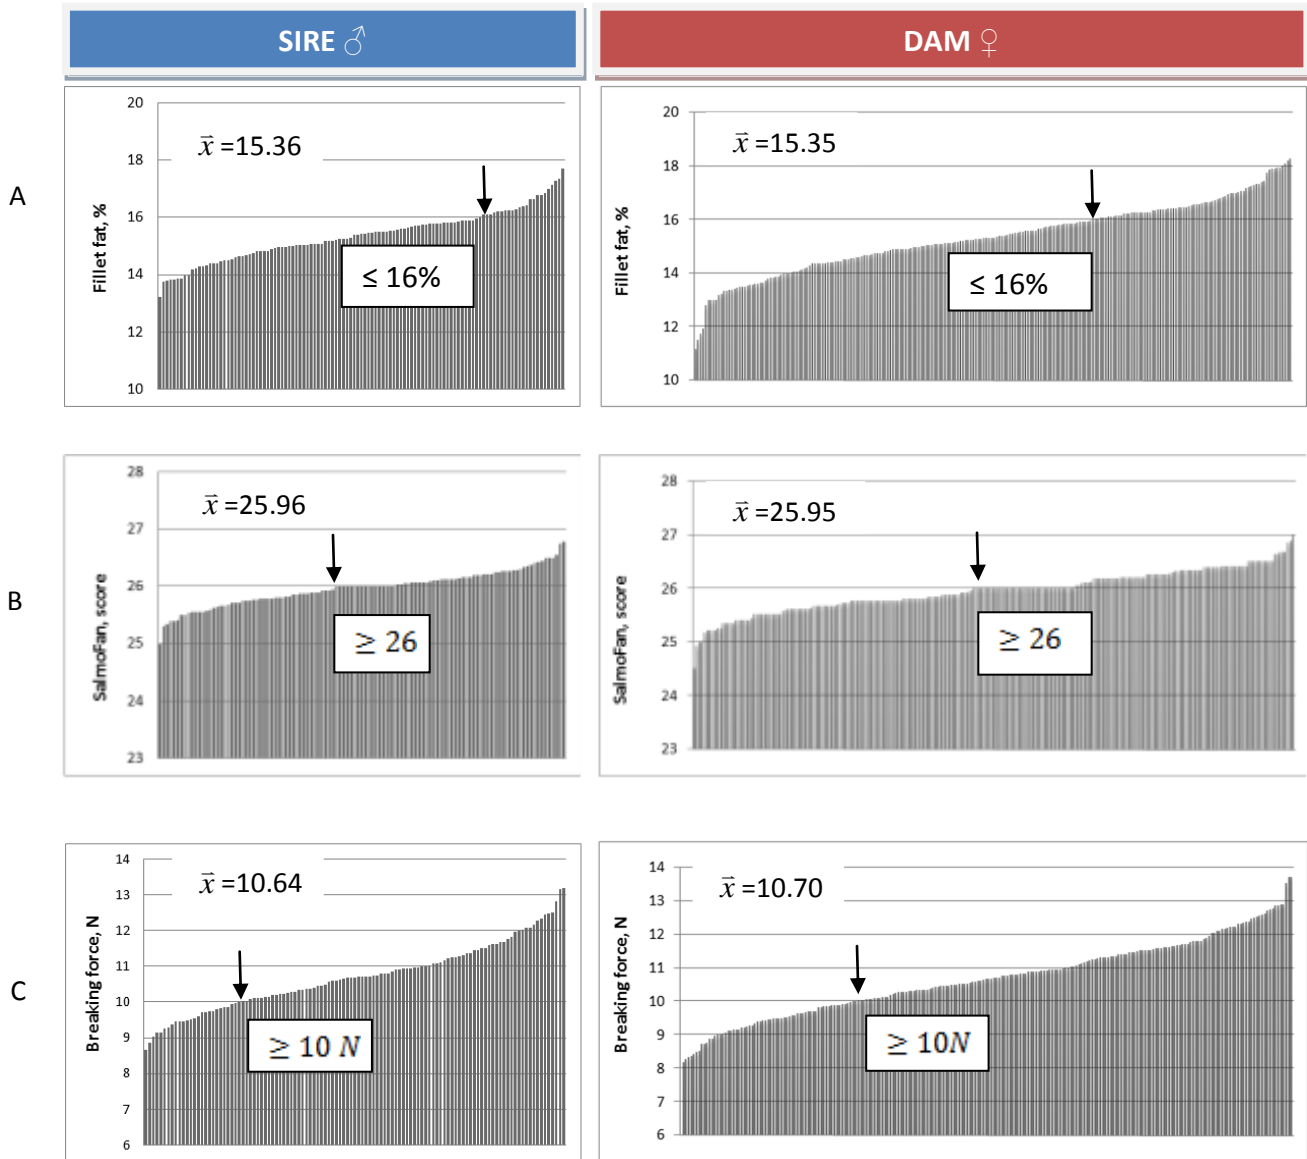 SIRE ♂
DAM ♀
A
Fillet fat, %
20
18
16
14
12
10
x̄ =15.36
≤ 16%
Fillet fat, %
20
18
16
14
12
10
x̄ =15.35
≤ 16%
B
SalmoFan, score
28
27
26
25
24
23
x̄ =25.96
≥ 26
SalmoFan, score
28
27
26
25
24
23
x̄ =25.95
≥ 26
C
Breaking force, N
14
13
12
11
10
9
8
7
6
x̄ =10.64
≥ 10 N
Breaking force, N
14
13
12
11
10
9
8
7
6
x̄ =10.70
≥ 10N